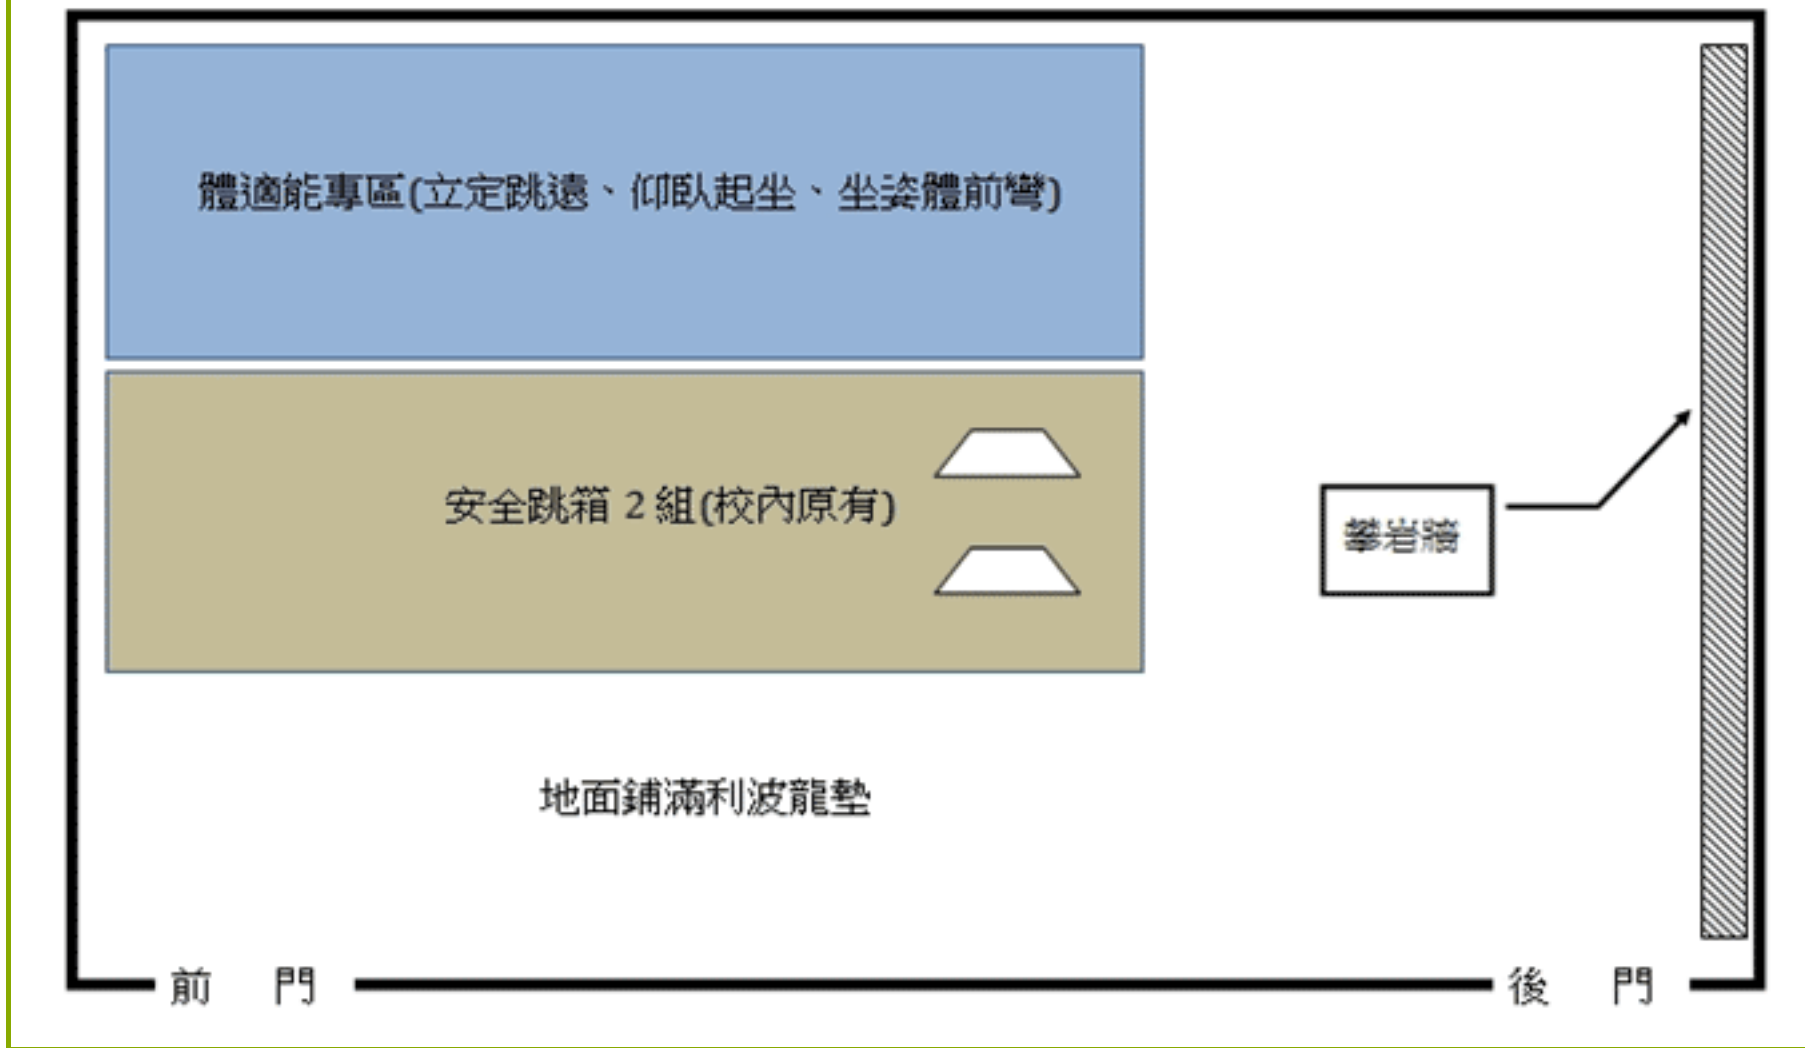 體適能專區(立定跳遠、仰臥起坐、坐姿體前彎)
安全跳箱 2 組(校內原有)
攀岩牆
地面鋪滿利波龍墊
前 門
後 門